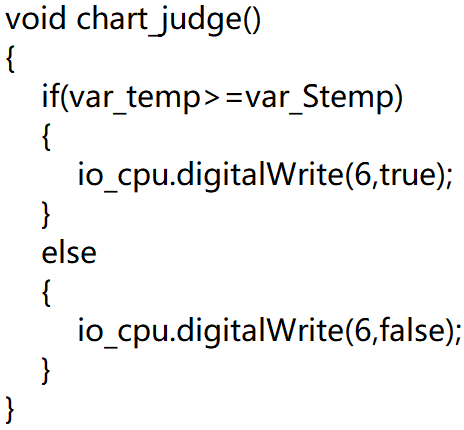 void chart_judge()
{
if(var_temp>=var_Stemp)
{
io_cpu.digitalWrite(6,true);
}
else
{
io_cpu.digitalWrite(6,false);
}
}